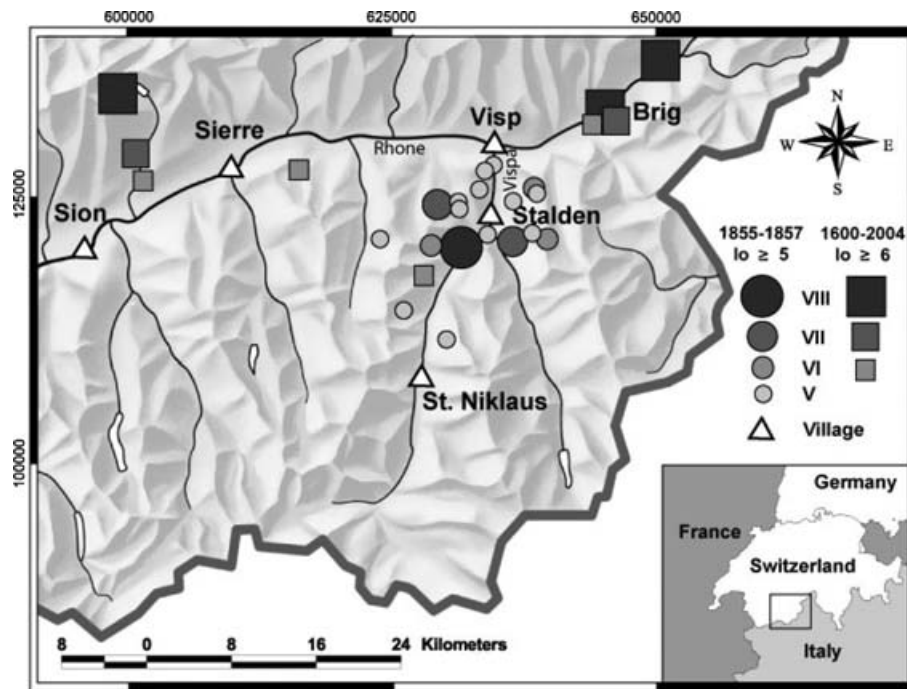 600000 625000 650000
Visp
Brig
Sierre
Rhone
Vispa
N
W E
S
125000
Sion
Stalden
1855-1857 1600-2004
Io ≥ 5 Io ≥ 6
VIII
VII
VI
V
St. Niklaus
Village
100000
Germany
France
Switzerland
Italy
8 0 8 16 24 Kilometers